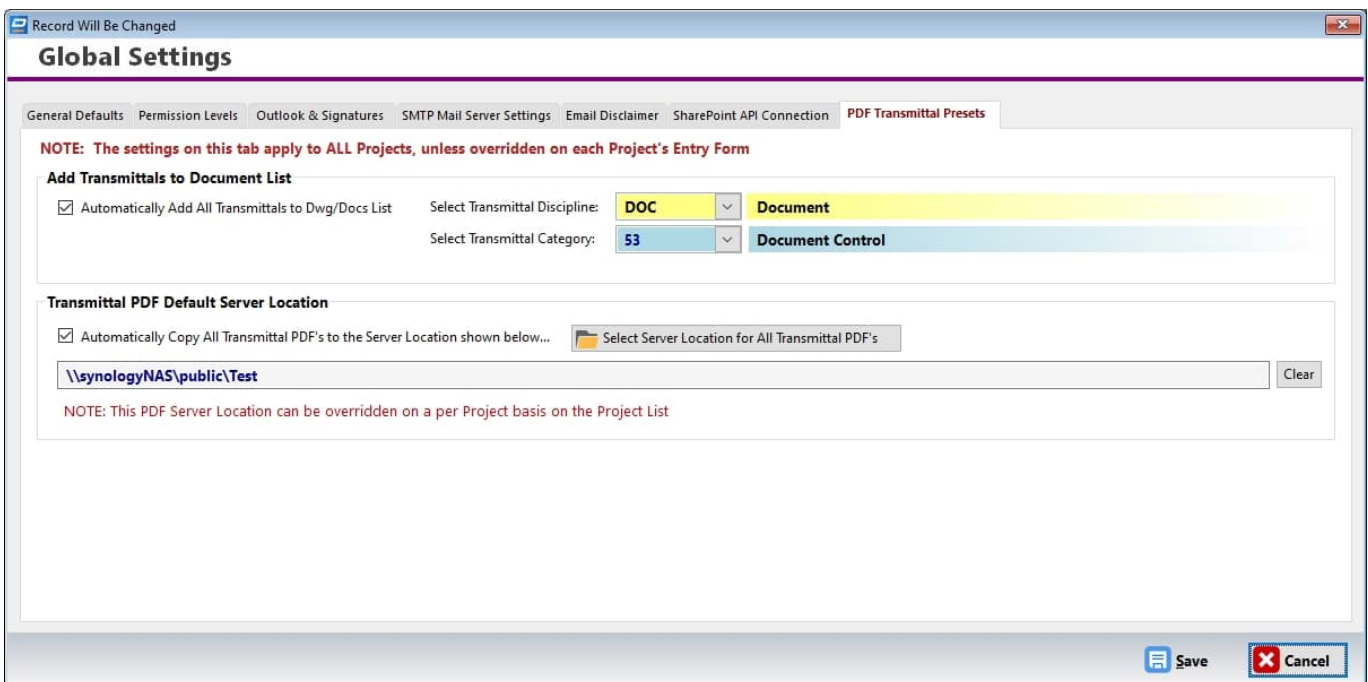 Record Will Be Changed
Global Settings
General Defaults Permission Levels Outlook & Signatures SMTP Mail Server Settings Email Disclaimer SharePoint API Connection PDF Transmittal Presets
NOTE: The settings on this tab apply to ALL Projects, unless overridden on each Project's Entry Form
Add Transmittals to Document List
Automatically Add All Transmittals to Dwg/Docs List Select Transmittal Discipline: DOC Document
Select Transmittal Category: 53 Document Control
Transmittal PDF Default Server Location
Automatically Copy All Transmittal PDF's to the Server Location shown below... Select Server Location for All Transmittal PDF's
\\synologyNAS\public\Test Clear
NOTE: This PDF Server Location can be overridden on a per Project basis on the Project List
Save Cancel